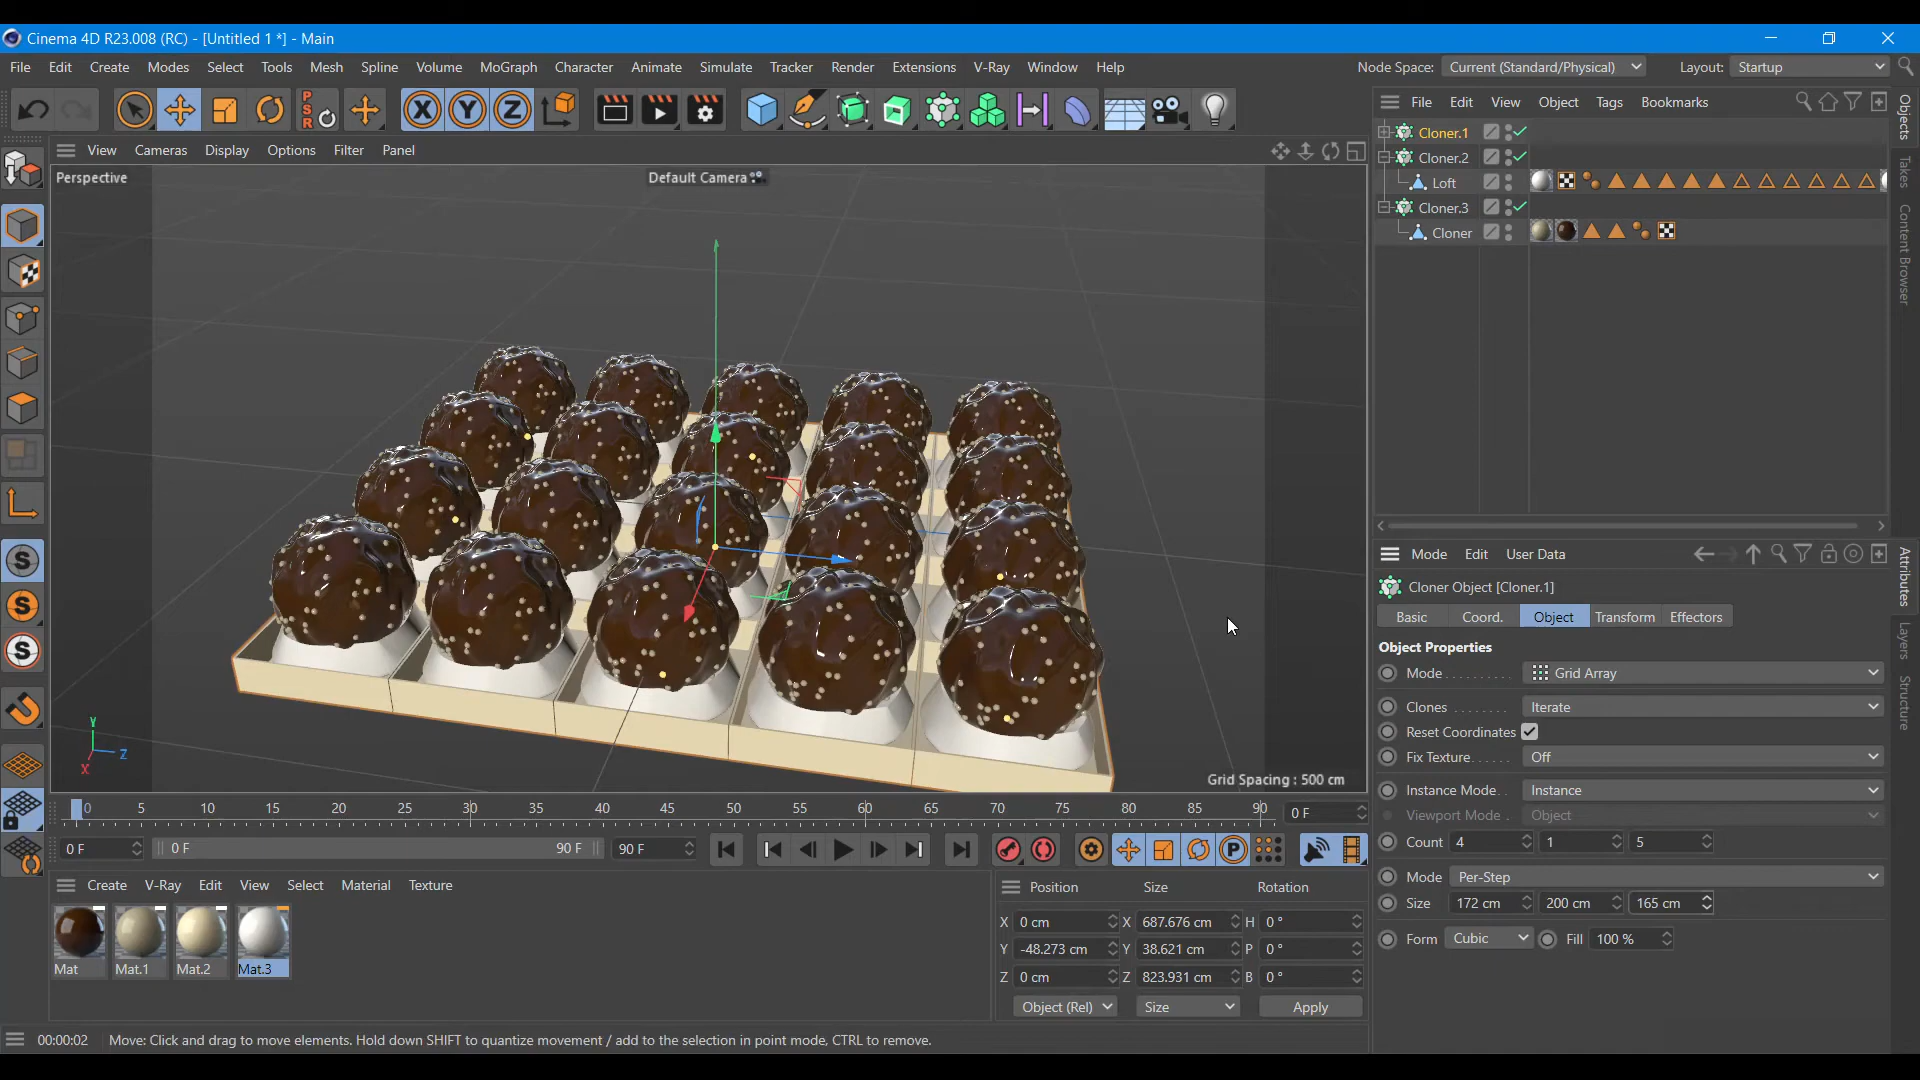 Cinema 4D R23.008 (RC) - [Untitled 1 *] - Main
File Edit Create Modes Select Tools Mesh Spline Volume MoGraph Character Animate Simulate Tracker Render Extensions V-Ray Window Help Node Space: Current (Standard/Physical) Layout: Startup
X Y Z
PSR
View Cameras Display Options Filter Panel
Perspective
Default Camera
Grid Spacing : 500 cm
Y
Z
X
S
S
S
0 5 10 15 20 25 30 35 40 45 50 55 60 65 70 75 80 85 90 0 F
0 F 0 F 90 F 90 F
P
Create V-Ray Edit View Select Material Texture
Mat Mat.1 Mat.2 Mat.3
Position Size Rotation
X 0 cm X 687.676 cm H 0 °
Y -48.273 cm Y 38.621 cm P 0 °
Z 0 cm Z 823.931 cm B 0 °
Object (Rel) Size Apply
00:00:02 Move: Click and drag to move elements. Hold down SHIFT to quantize movement / add to the selection in point mode, CTRL to remove.
File Edit View Object Tags Bookmarks
Cloner.1
Cloner.2
Loft
Cloner.3
Cloner
Objects
Takes
Content Browser
Mode Edit User Data
Cloner Object [Cloner.1]
Basic Coord. Object Transform Effectors
Object Properties
Mode . . . . . . . . . . Grid Array
Clones . . . . . . . . Iterate
Reset Coordinates
Fix Texture. . . . . . Off
Instance Mode. . Instance
Viewport Mode . Object
Count 4 1 5
Mode Per-Step
Size 172 cm 200 cm 165 cm
Form Cubic Fill 100 %
Attributes
Layers
Structure